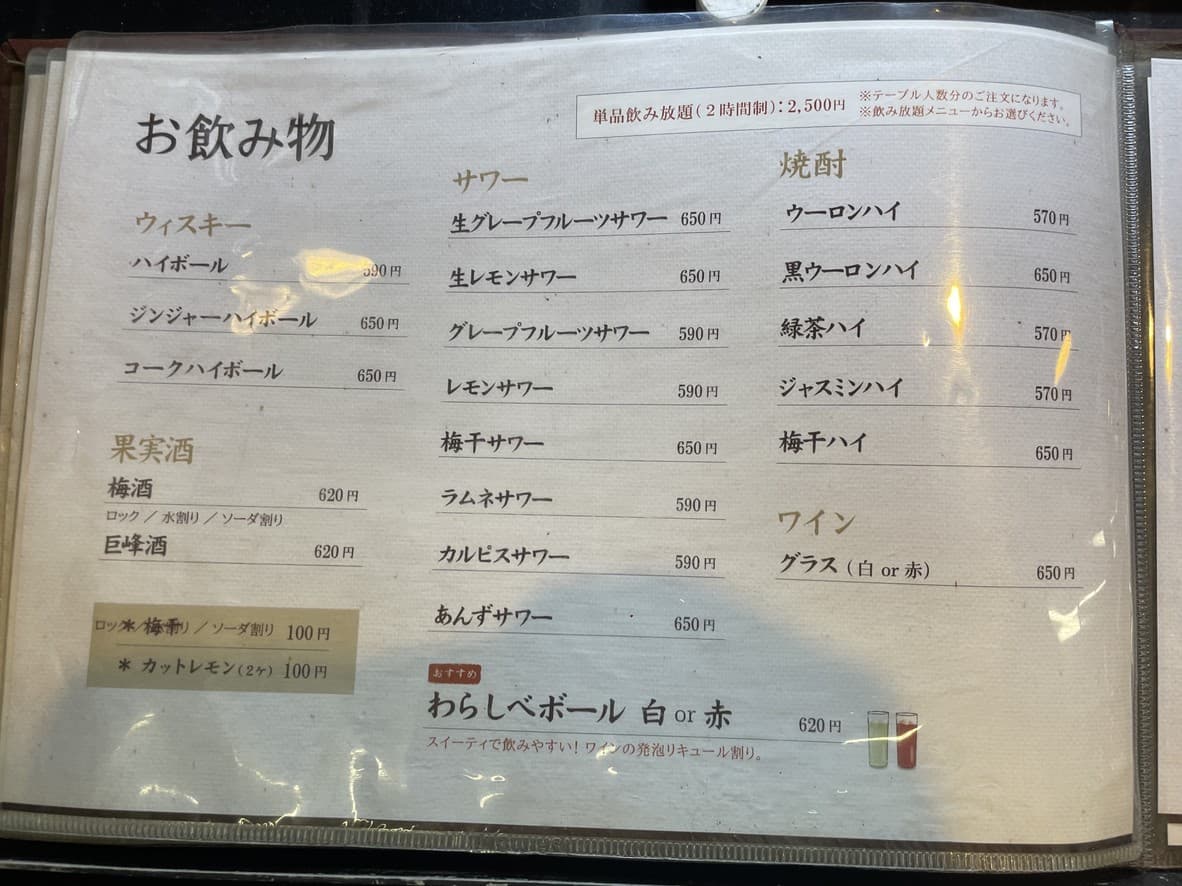 お飲み物
単品飲み放題(2時間制):2,500円
※テーブル人数分のご注文になります。
※飲み放題メニューからお選びください。
ウィスキー
ハイボール 590円
ジンジャーハイボール 650円
コークハイボール 650円
果実酒
梅酒 620円
ロック / 水割り / ソーダ割り
巨峰酒 620円
ロック / 水割り / ソーダ割り
＊ 梅干 100円
＊ カットレモン(2ケ) 100円
サワー
生グレープフルーツサワー 650円
生レモンサワー 650円
グレープフルーツサワー 590円
レモンサワー 590円
梅干サワー 650円
ラムネサワー 590円
カルピスサワー 590円
あんずサワー 650円
おすすめ
わらしべボール 白 or 赤 620円
スイーティで飲みやすい! ワインの発泡リキュール割り。
焼酎
ウーロンハイ 570円
黒ウーロンハイ 650円
緑茶ハイ 570円
ジャスミンハイ 570円
梅干ハイ 650円
ワイン
グラス (白 or 赤) 650円